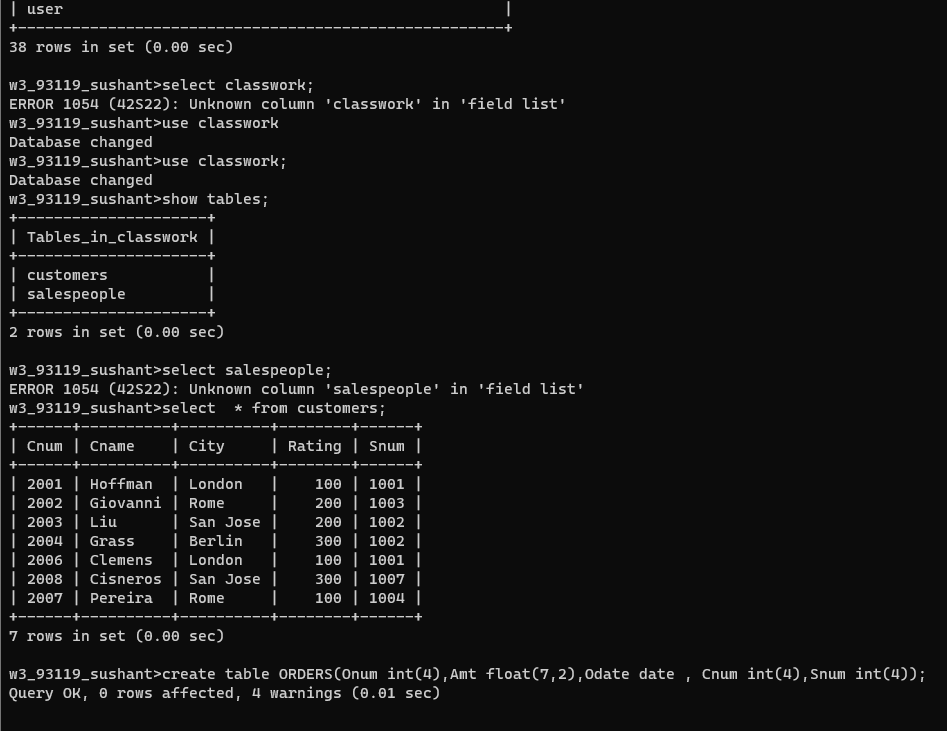 | user                                                 |
+------------------------------------------------------+
38 rows in set (0.00 sec)

w3_93119_sushant>select classwork;
ERROR 1054 (42S22): Unknown column 'classwork' in 'field list'
w3_93119_sushant>use classwork
Database changed
w3_93119_sushant>use classwork;
Database changed
w3_93119_sushant>show tables;
+---------------------+
| Tables_in_classwork |
+---------------------+
| customers           |
| salespeople         |
+---------------------+
2 rows in set (0.00 sec)

w3_93119_sushant>select salespeople;
ERROR 1054 (42S22): Unknown column 'salespeople' in 'field list'
w3_93119_sushant>select  * from customers;
+------+----------+----------+--------+------+
| Cnum | Cname    | City     | Rating | Snum |
+------+----------+----------+--------+------+
| 2001 | Hoffman  | London   |    100 | 1001 |
| 2002 | Giovanni | Rome     |    200 | 1003 |
| 2003 | Liu      | San Jose |    200 | 1002 |
| 2004 | Grass    | Berlin   |    300 | 1002 |
| 2006 | Clemens  | London   |    100 | 1001 |
| 2008 | Cisneros | San Jose |    300 | 1007 |
| 2007 | Pereira  | Rome     |    100 | 1004 |
+------+----------+----------+--------+------+
7 rows in set (0.00 sec)

w3_93119_sushant>create table ORDERS(Onum int(4),Amt float(7,2),Odate date , Cnum int(4),Snum int(4));
Query OK, 0 rows affected, 4 warnings (0.01 sec)